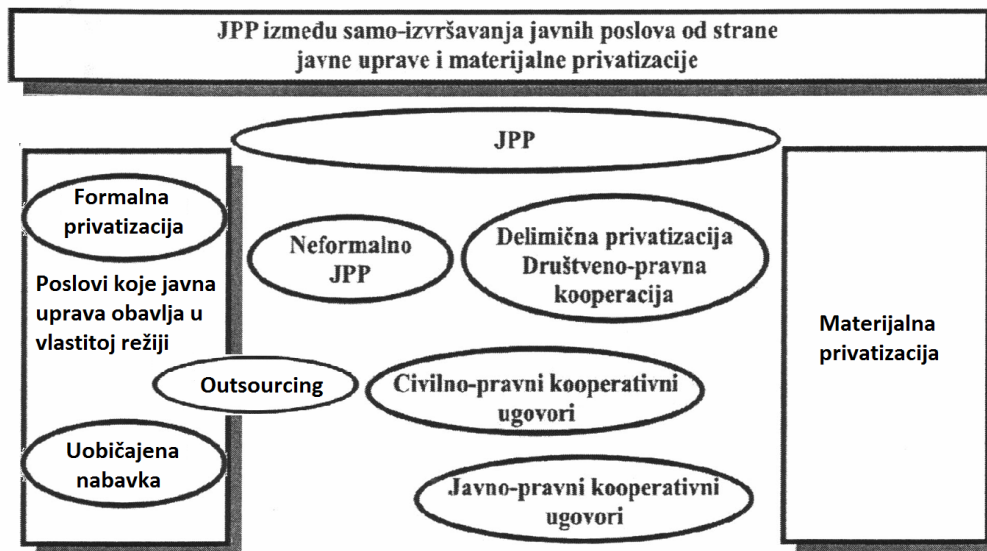 JPP između samo-izvršavanja javnih poslova od strane
javne uprave i materijalne privatizacije
JPP
Formalna
privatizacija
Neformalno
JPP
Delimična privatizacija
Društveno-pravna
kooperacija
Poslovi koje javna
uprava obavlja u
vlastitoj režiji
Materijalna
privatizacija
Outsourcing
Civilno-pravni kooperativni
ugovori
Uobičajena
nabavka
Javno-pravni kooperativni
ugovori